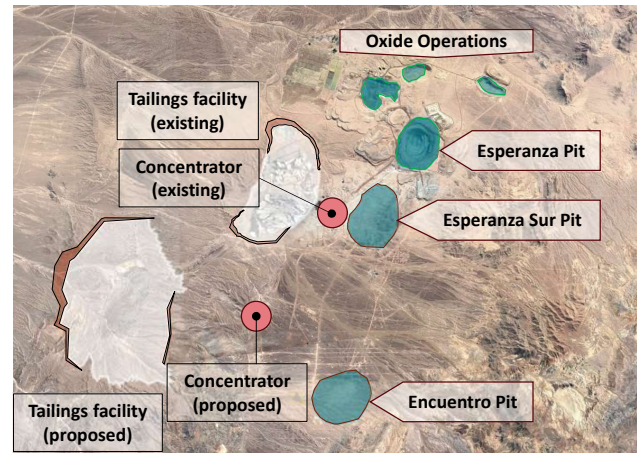 Oxide Operations
Tailings facility
(existing)
Concentrator
(existing)
Esperanza Pit
Esperanza Sur Pit
Concentrator
(proposed)
Encuentro Pit
Tailings facility
(proposed)